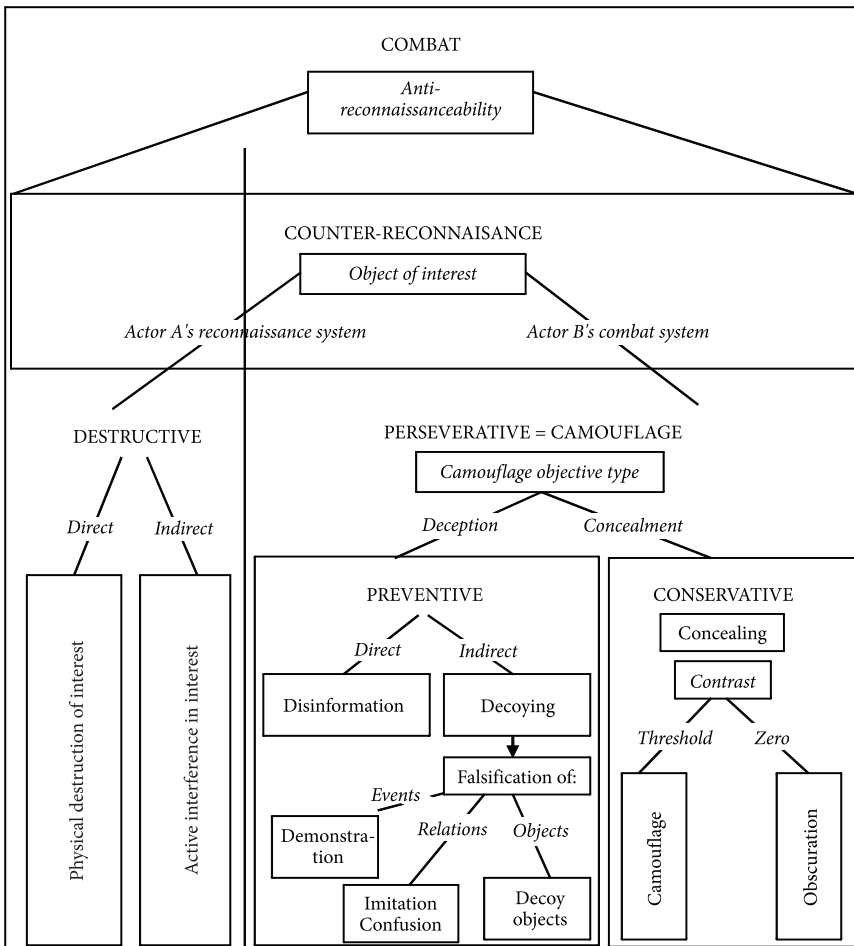 COMBAT
Anti-
reconnaissanceability
COUNTER-RECONNAISANCE
Object of interest
Actor A's reconnaissance system
Actor B's combat system
DESTRUCTIVE
PERSEVERATIVE = CAMOUFLAGE
Camouflage objective type
Direct
Indirect
Deception
Concealment
Physical destruction of interest
Active interference in interest
PREVENTIVE
Direct
Indirect
Disinformation
Decoying
Falsification of:
Events
Relations
Objects
Demonstra-
tion
Imitation
Confusion
Decoy
objects
CONSERVATIVE
Concealing
Contrast
Threshold
Zero
Camouflage
Obscuration